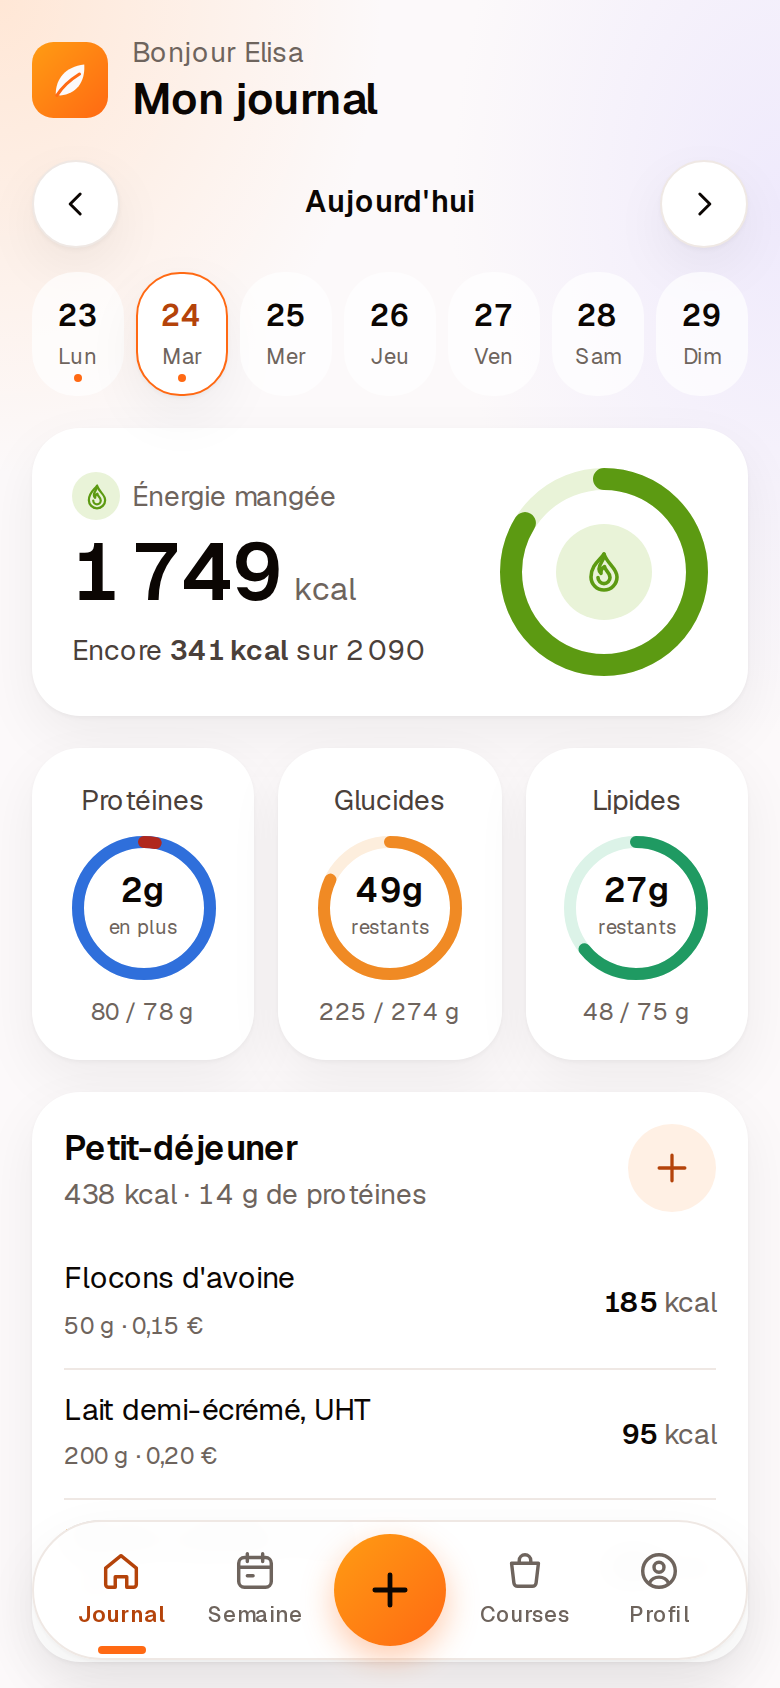 Bonjour Elisa
Mon journal
Aujourd'hui
23 24 25 26 27 28 29
Lun Mar Mer Jeu Ven Sam Dim
Énergie mangée
1 749 kcal
Encore 341 kcal sur 2 090
Protéines Glucides Lipides
2g 49g 27g
en plus restants restants
80 / 78 g 225 / 274 g 48 / 75 g
Petit-déjeuner
438 kcal · 14 g de protéines
Flocons d'avoine
185 kcal
50 g · 0,15 €
Lait demi-écrémé, UHT
95 kcal
200 g · 0,20 €
Journal Semaine Courses Profil